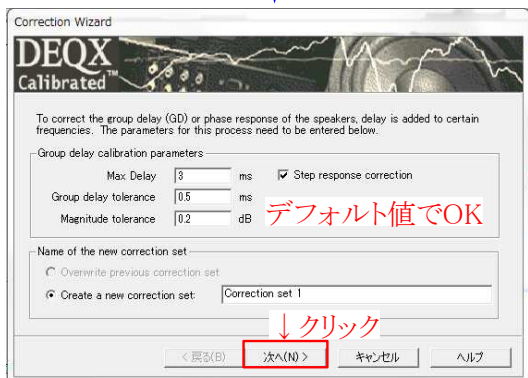 Correction Wizard
DEQX
Calibrated™
To correct the group delay (GD) or phase response of the speakers, delay is added to certain
frequencies. The parameters for this process need to be entered below.
Group delay calibration parameters
Max Delay 3 ms Step response correction
Group delay tolerance 0.5 ms
Magnitude tolerance 0.2 dB
デフォルト値でOK
Name of the new correction set
Overwrite previous correction set
Create a new correction set: Correction set 1
↓クリック
< 戻る(B) 次へ(N) > キャンセル ヘルプ